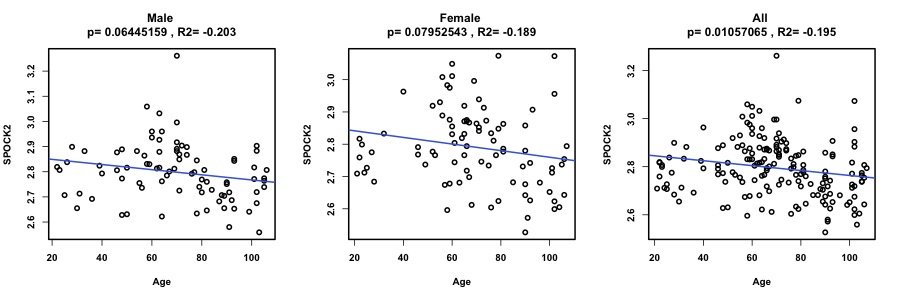 Male
p= 0.06445159 , R2= -0.203
SPOCK2
3.2
3.1
3.0
2.9
2.8
2.7
2.6
20 40 60 80 100
Age
Female
p= 0.07952543 , R2= -0.189
SPOCK2
3.0
2.9
2.8
2.7
2.6
20 40 60 80 100
Age
All
p= 0.01057065 , R2= -0.195
SPOCK2
3.2
3.0
2.8
2.6
20 40 60 80 100
Age